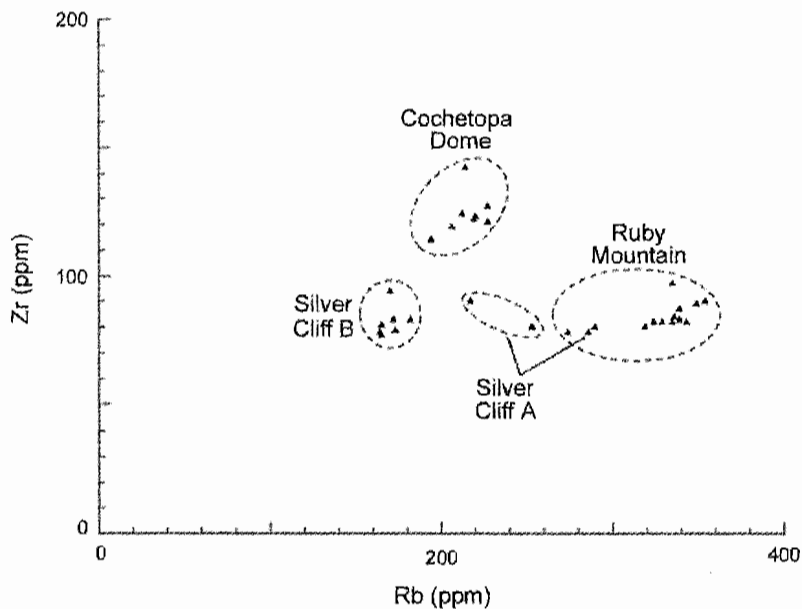 200
Cochetopa
Dome
Ruby
Mountain
Zr (ppm)
100
Silver
Cliff B
Silver
Cliff A
0
0
200
400
Rb (ppm)